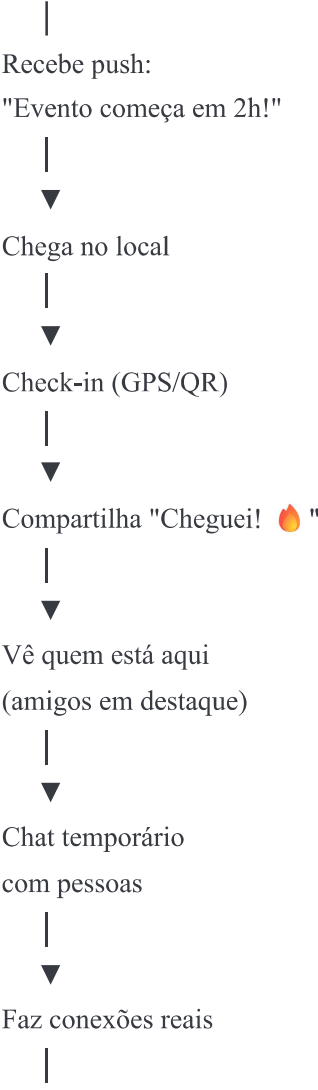 Recebe push:
"Evento começa em 2h!"
Chega no local
Check-in (GPS/QR)
Compartilha "Cheguei! 🔥"
Vê quem está aqui
(amigos em destaque)
Chat temporário
com pessoas
Faz conexões reais